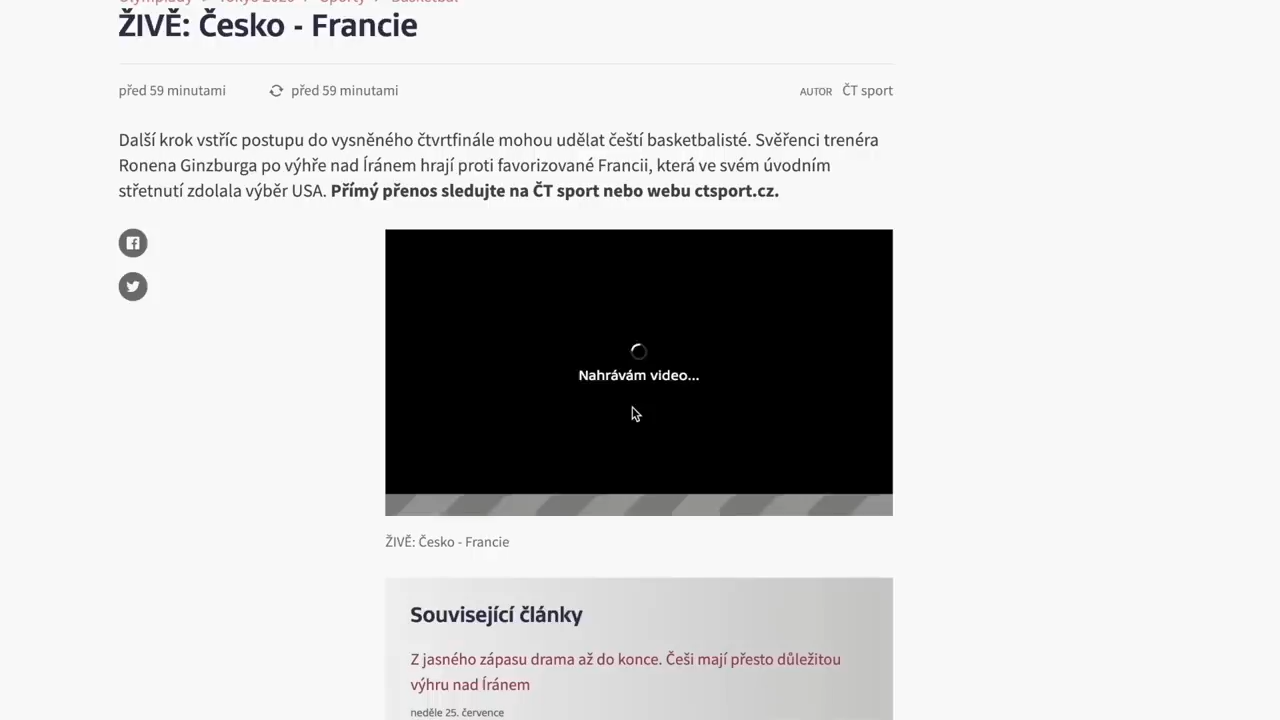 ŽIVĚ: Česko - Francie
před 59 minutami
před 59 minutami
AUTOR ČT sport
Další krok vstříc postupu do vysněného čtvrtfinále mohou udělat čeští basketbalisté. Svěřenci trenéra
Ronena Ginzburga po výhře nad Íránem hrají proti favorizované Francii, která ve svém úvodním
střetnutí zdolala výběr USA. Přímý přenos sledujte na ČT sport nebo webu ctsport.cz.
Nahrávám video...
ŽIVĚ: Česko - Francie
Související články
Z jasného zápasu drama až do konce. Češi mají přesto důležitou
výhru nad Íránem
neděle 25. července